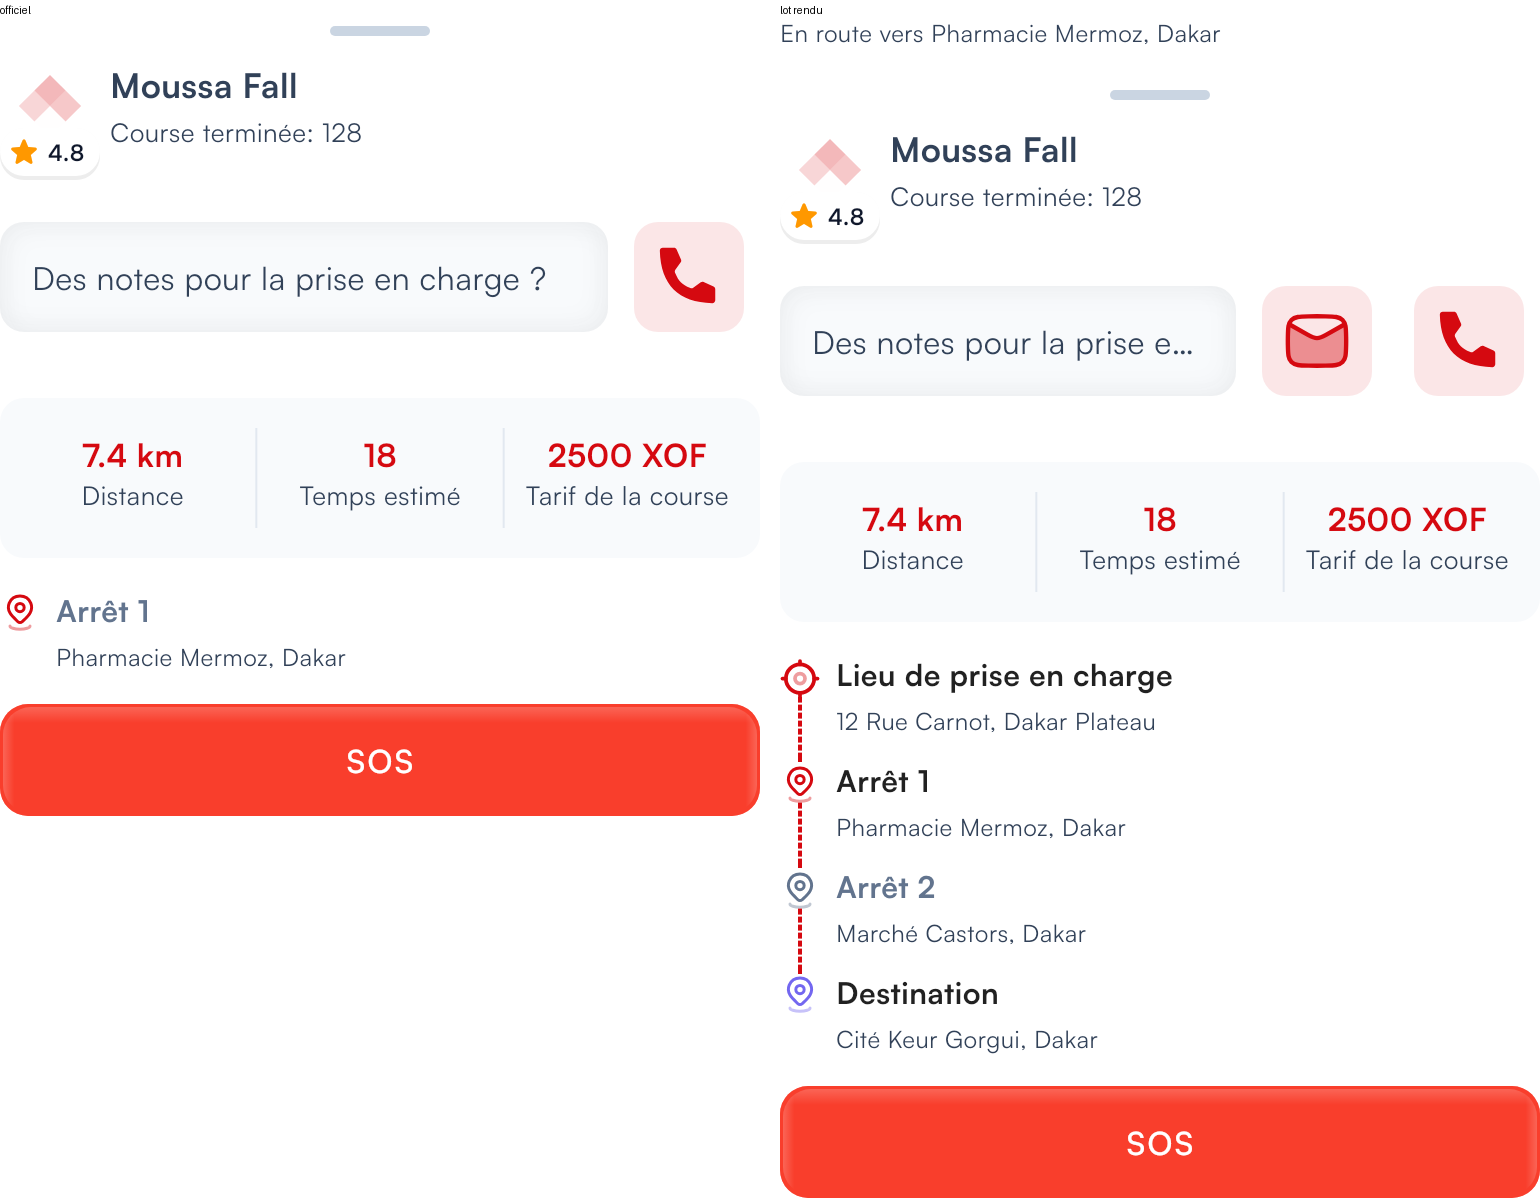 officiel
Moussa Fall
Course terminée: 128
4.8
Des notes pour la prise en charge ?
7.4 km
Distance
18
Temps estimé
2500 XOF
Tarif de la course
Arrêt 1
Pharmacie Mermoz, Dakar
SOS
lot rendu
En route vers Pharmacie Mermoz, Dakar
Moussa Fall
Course terminée: 128
4.8
Des notes pour la prise e...
7.4 km
Distance
18
Temps estimé
2500 XOF
Tarif de la course
Lieu de prise en charge
12 Rue Carnot, Dakar Plateau
Arrêt 1
Pharmacie Mermoz, Dakar
Arrêt 2
Marché Castors, Dakar
Destination
Cité Keur Gorgui, Dakar
SOS